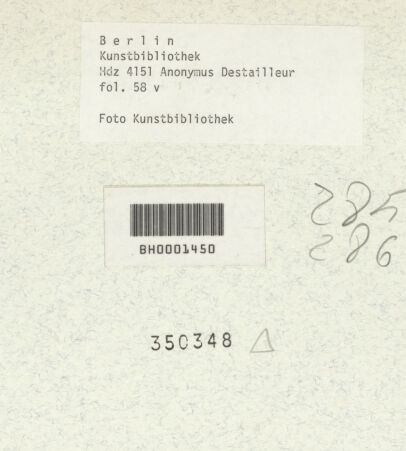 Berlin
Kunstbibliothek
Hdz 4151 Anonymus Destailleur
fol. 58 v
Foto Kunstbibliothek
285
286
BH0001450
350348